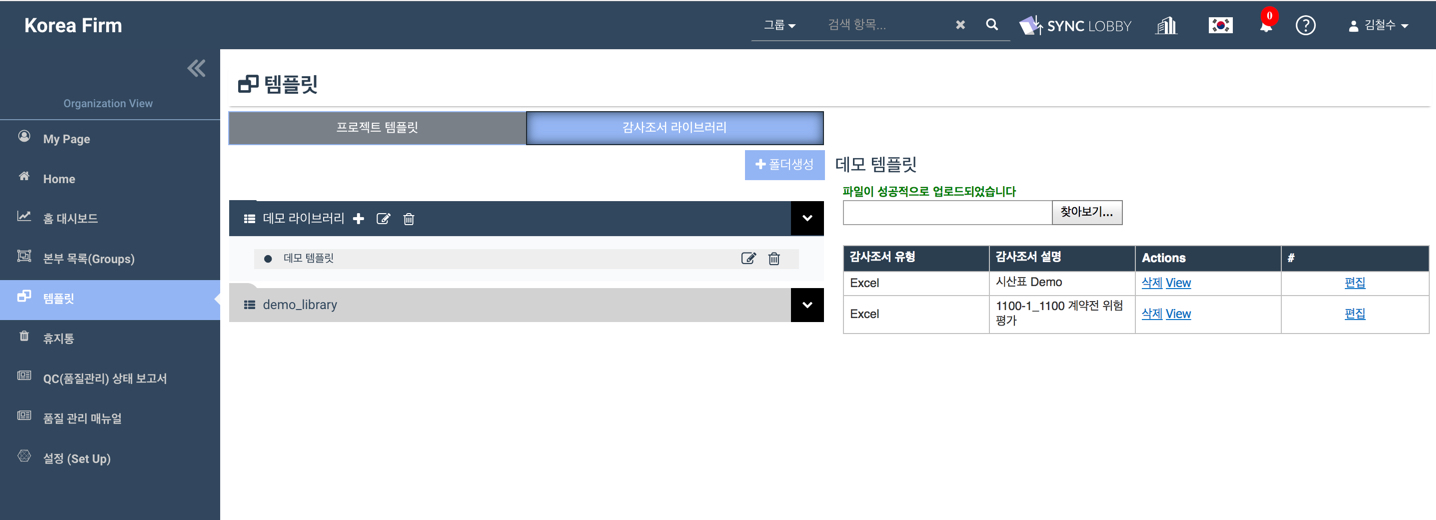 Korea Firm
그룹
검색 항목...
SYNC LOBBY
0
김철수
Organization View
My Page
Home
홈 대시보드
본부 목록(Groups)
템플릿
휴지통
QC(품질관리) 상태 보고서
품질 관리 매뉴얼
설정 (Set Up)
템플릿
프로젝트 템플릿
감사조서 라이브러리
폴더생성
데모 라이브러리
데모 템플릿
demo_library
데모 템플릿
파일이 성공적으로 업로드되었습니다
찾아보기...
감사조서 유형 감사조서 설명 Actions #
Excel 시산표 Demo 삭제 View 편집
Excel 1100-1_1100 계약전 위험 삭제 View 편집
평가